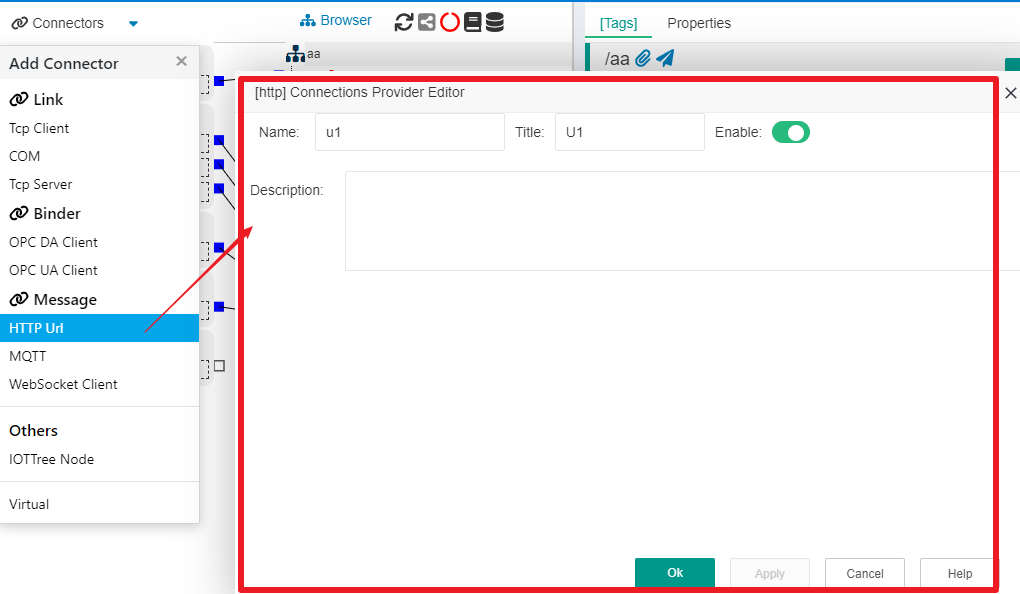 Connectors
Browser
[Tags] Properties
aa
/aa
Add Connector
Link
Tcp Client
COM
Tcp Server
Binder
OPC DA Client
OPC UA Client
Message
HTTP Url
MQTT
WebSocket Client
Others
IOTTree Node
Virtual
[http] Connections Provider Editor
Name: u1 Title: U1 Enable:
Description:
Ok Apply Cancel Help